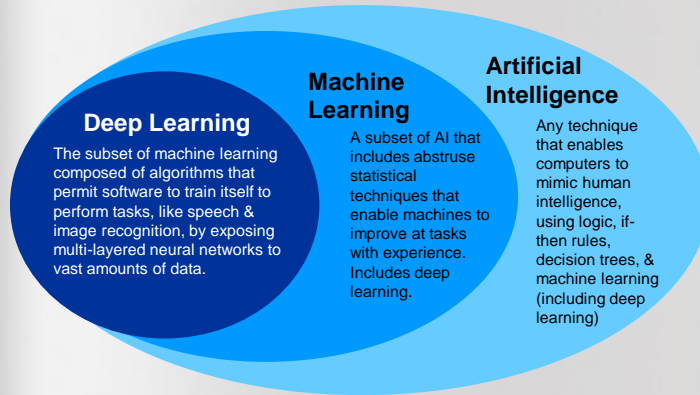 Deep Learning
The subset of machine learning
composed of algorithms that
permit software to train itself to
perform tasks, like speech &
image recognition, by exposing
multi-layered neural networks to
vast amounts of data.
Machine
Learning
A subset of AI that
includes abstruse
statistical
techniques that
enable machines to
improve at tasks
with experience.
Includes deep
learning.
Artificial
Intelligence
Any technique
that enables
computers to
mimic human
intelligence,
using logic, if-
then rules,
decision trees, &
machine learning
(including deep
learning)